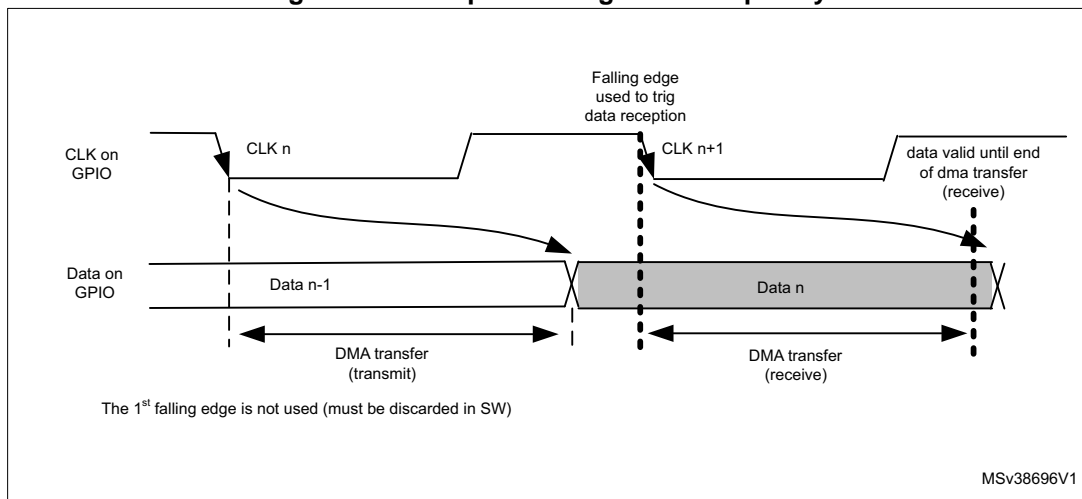 Falling edge
used to trig
data reception
CLK on
GPIO
CLK n
CLK n+1
data valid until end
of dma transfer
(receive)
Data on
GPIO
Data n-1
Data n
DMA transfer
(transmit)
DMA transfer
(receive)
The 1st falling edge is not used (must be discarded in SW)
MSv38696V1